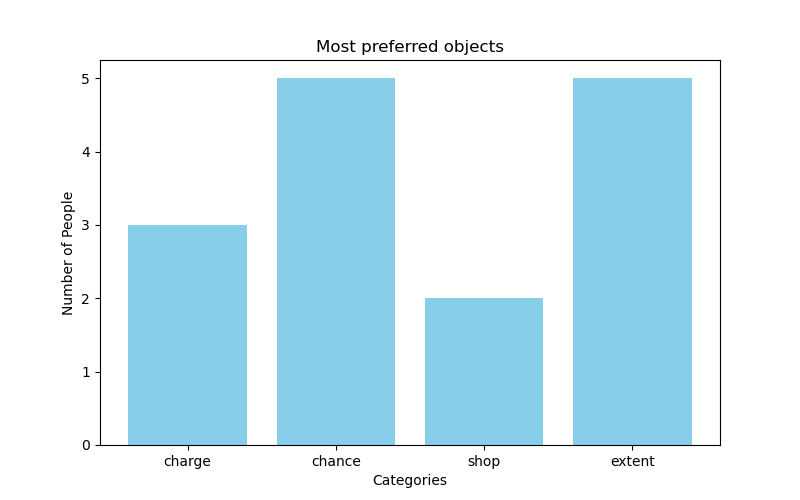 Most preferred objects
Number of People
5
4
3
2
1
0
charge chance shop extent
Categories